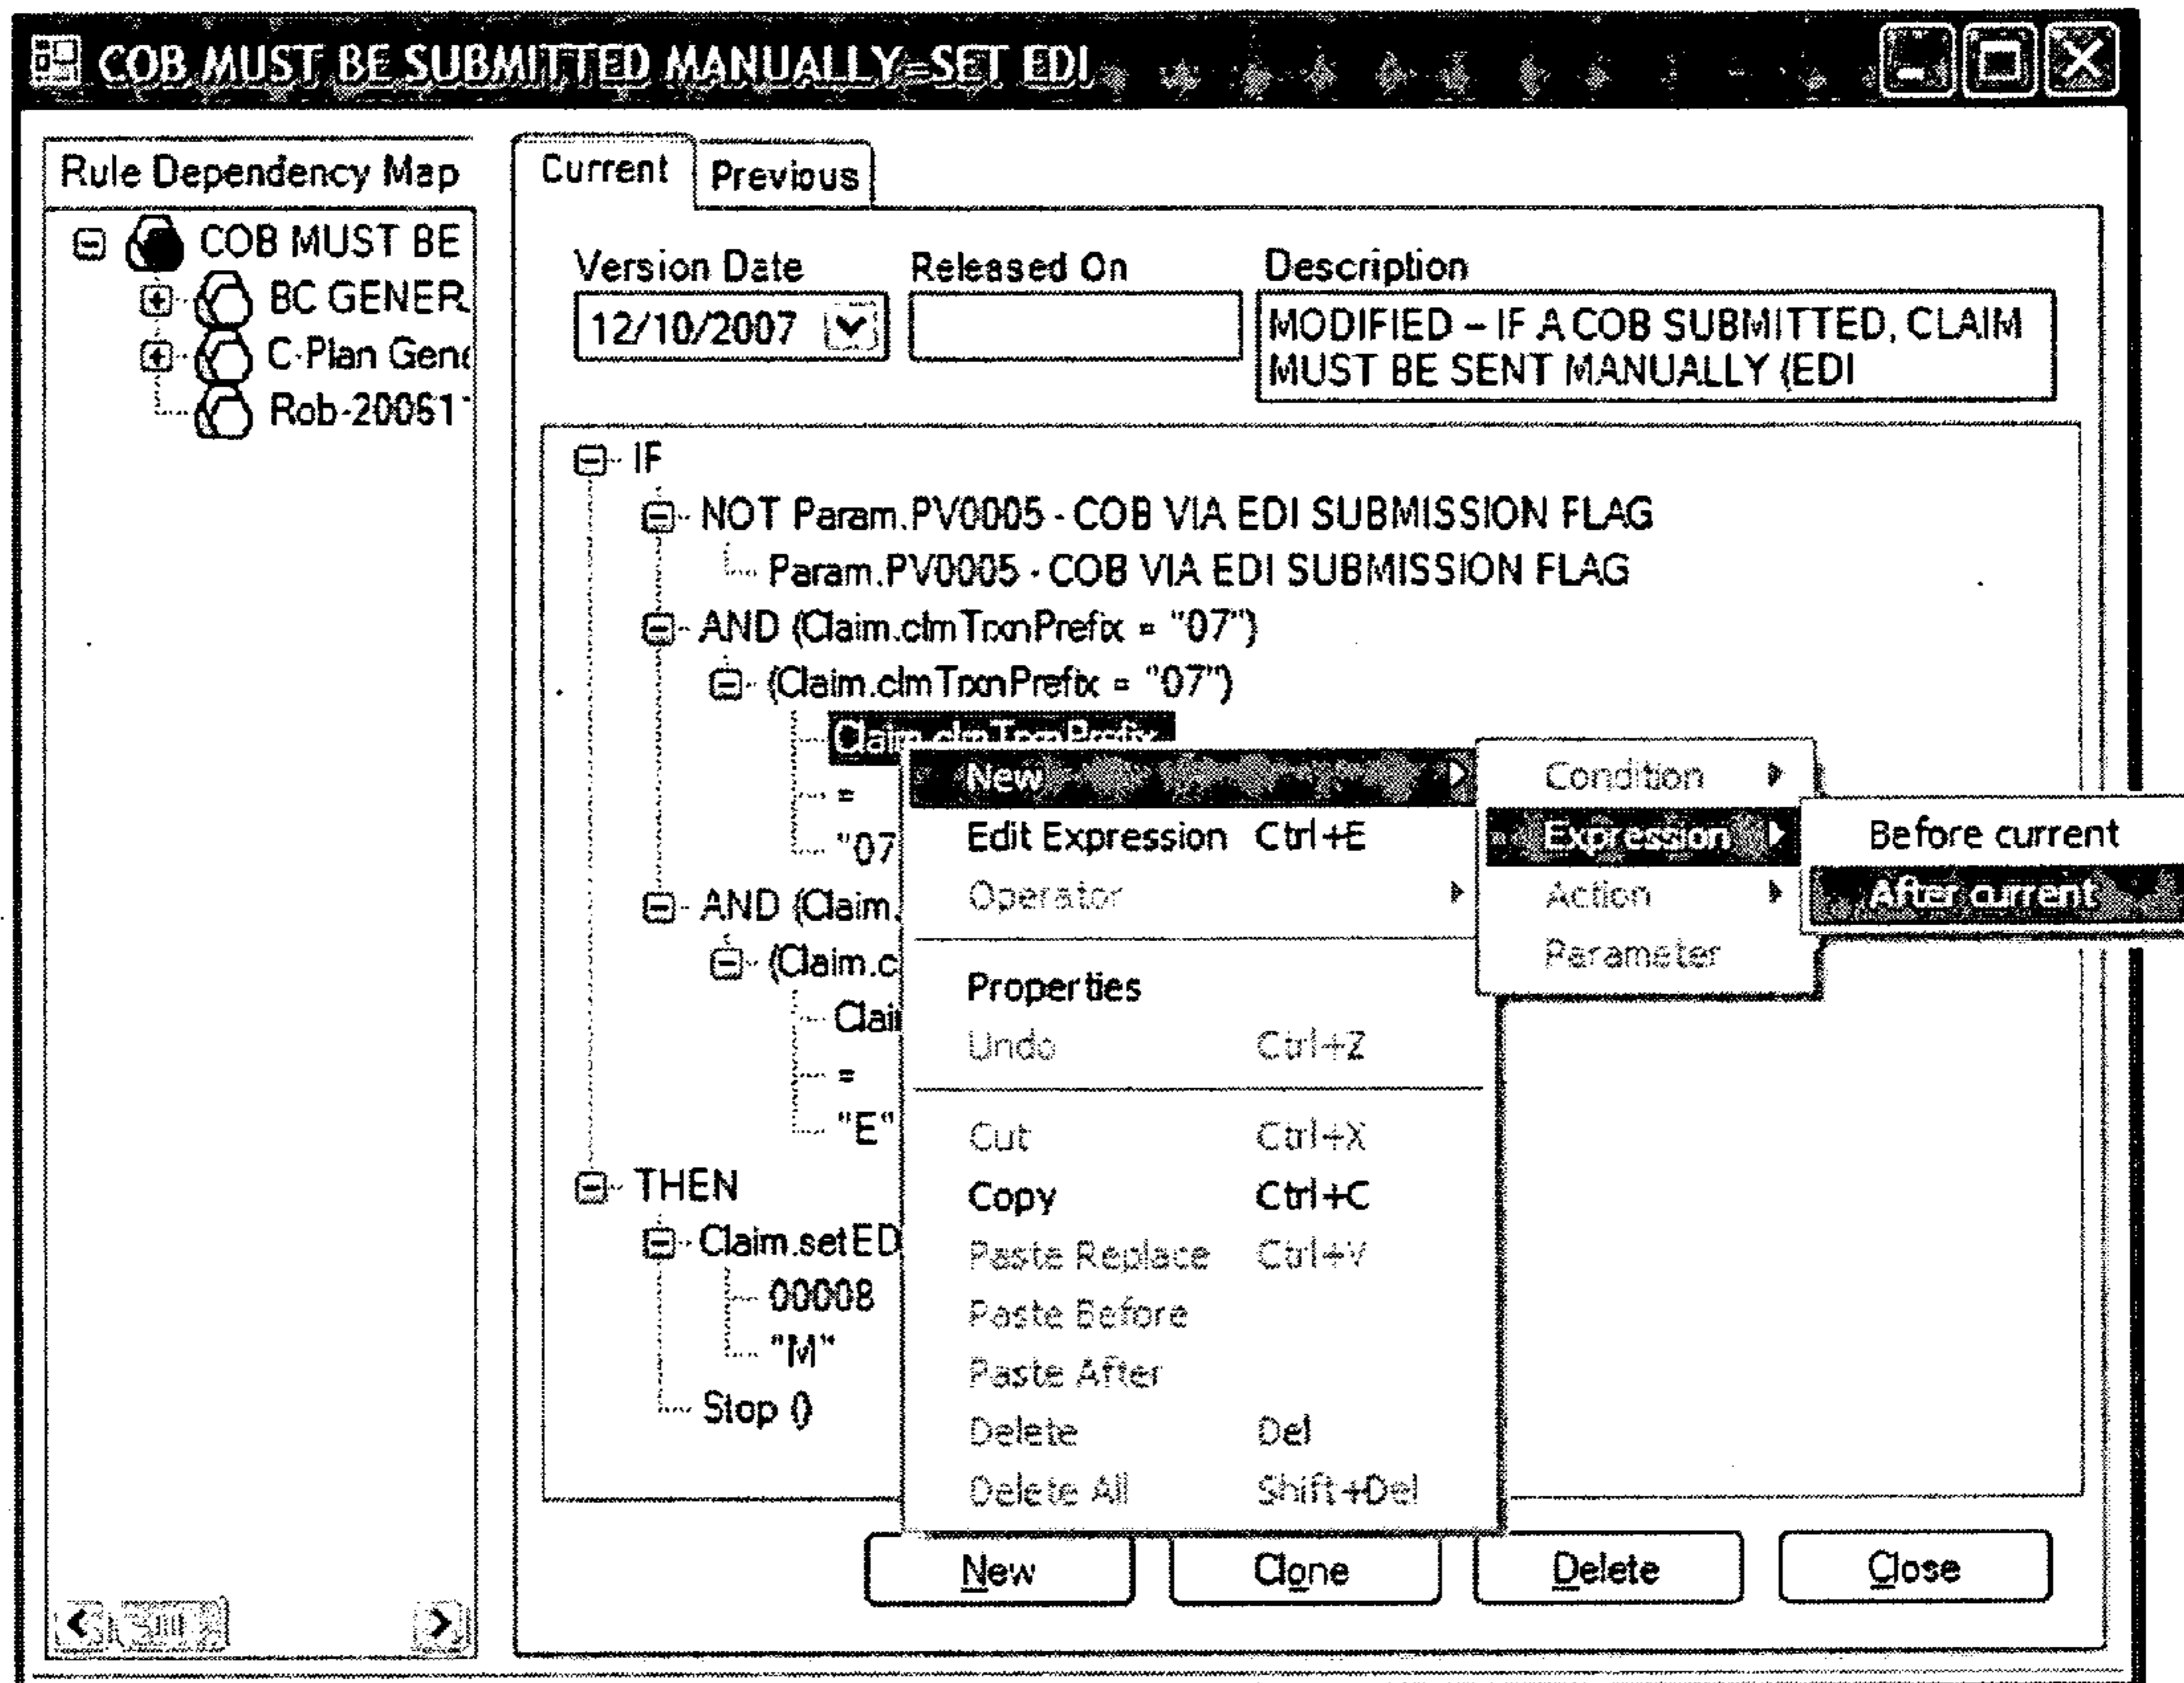 COB MUST BE SUBMITTED MANUALLY=SET EDI
Rule Dependency Map
COB MUST BE
BC GENER
C-Plan Gen
Rob-20061
Current
Previous
Version Date
Released On
Description
12/10/2007
MODIFIED – IF A COB SUBMITTED, CLAIM
MUST BE SENT MANUALLY (EDI
IF
NOT Param.PV0005 - COB VIA EDI SUBMISSION FLAG
Param.PV0005 - COB VIA EDI SUBMISSION FLAG
AND (Claim.clmTrxnPrefix = "07")
(Claim.clmTrxnPrefix = "07")
Claim.clmTrxnPrefix
=
"07
AND (Claim.
(Claim.c
Clai
=
"E"
THEN
Claim.setED
00008
"M"
Stop ()
New
Edit Expression Ctrl+E
Operator
Properties
Undo Ctrl+Z
Cut Ctrl+X
Copy Ctrl+C
Paste Replace Ctrl+V
Paste Before
Paste After
Delete Del
Delete All Shift+Del
Condition
Expression
Action
Parameter
Before current
After current
New
Clone
Delete
Close